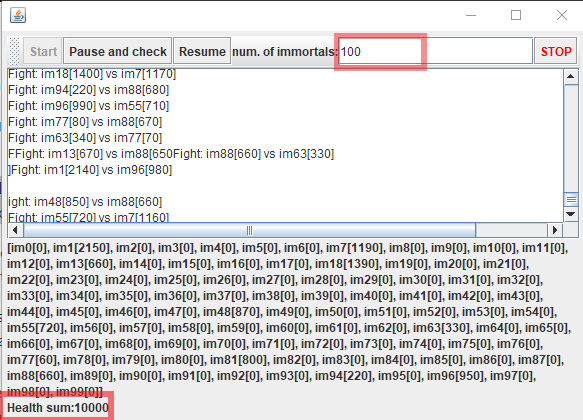 Start Pause and check Resume num. of immortals: 100 STOP
Fight: im18[1400] vs im7[1170]
Fight: im94[220] vs im88[680]
Fight: im96[990] vs im55[710]
Fight: im77[80] vs im88[670]
Fight: im63[340] vs im77[70]
FFight: im13[670] vs im88[650Fight: im88[660] vs im63[330]
]Fight: im1[2140] vs im96[980]
ight: im48[850] vs im88[660]
Fight: im55[720] vs im7[1160]
[im0[0], im1[2150], im2[0], im3[0], im4[0], im5[0], im6[0], im7[1190], im8[0], im9[0], im10[0], im11[0],
im12[0], im13[660], im14[0], im15[0], im16[0], im17[0], im18[1390], im19[0], im20[0], im21[0],
im22[0], im23[0], im24[0], im25[0], im26[0], im27[0], im28[0], im29[0], im30[0], im31[0], im32[0],
im33[0], im34[0], im35[0], im36[0], im37[0], im38[0], im39[0], im40[0], im41[0], im42[0], im43[0],
im44[0], im45[0], im46[0], im47[0], im48[870], im49[0], im50[0], im51[0], im52[0], im53[0], im54[0],
im55[720], im56[0], im57[0], im58[0], im59[0], im60[0], im61[0], im62[0], im63[330], im64[0], im65[0],
im66[0], im67[0], im68[0], im69[0], im70[0], im71[0], im72[0], im73[0], im74[0], im75[0], im76[0],
im77[60], im78[0], im79[0], im80[0], im81[800], im82[0], im83[0], im84[0], im85[0], im86[0], im87[0],
im88[660], im89[0], im90[0], im91[0], im92[0], im93[0], im94[220], im95[0], im96[950], im97[0],
im98[0], im99[0]]
Health sum:10000